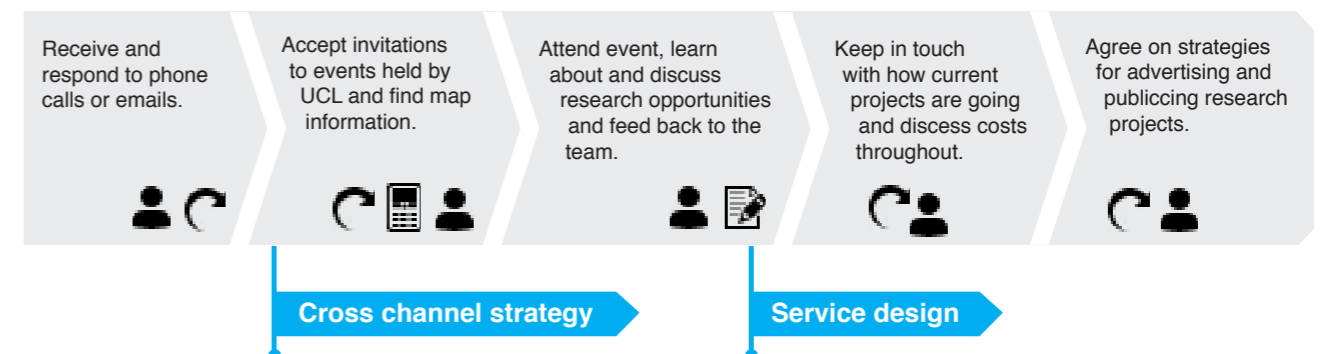 Receive and
respond to phone
calls or emails.
Accept invitations
to events held by
UCL and find map
information.
Attend event, learn
about and discuss
research opportunities
and feed back to the
team.
Keep in touch
with how current
projects are going
and discess costs
throughout.
Agree on strategies
for advertising and
publiccing research
projects.
Cross channel strategy
Service design